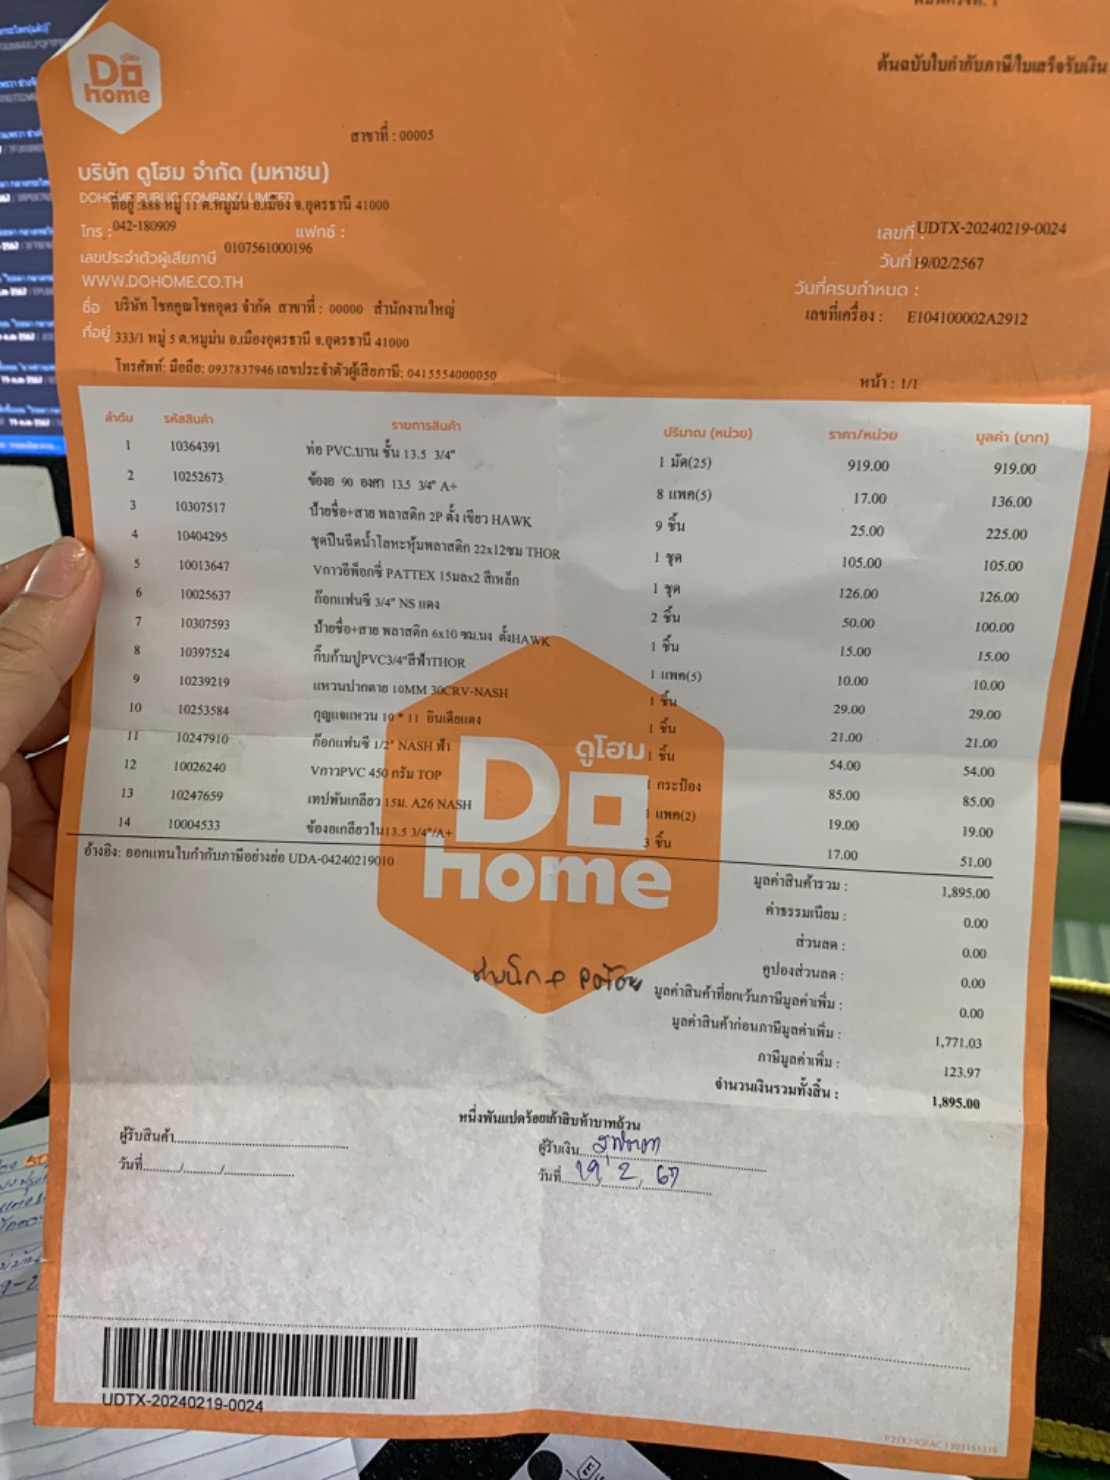 ต้นฉบับใบกำกับภาษี/ใบเสร็จรับเงิน
ดูโฮม
Do
home
สาขาที่ : 00005
บริษัท ดูโฮม จำกัด (มหาชน)
DOHOME PUBLIC COMPANY LIMITED
ที่อยู่ :888 หมู่ 11 ต.หมูม่น อ.เมือง จ.อุดรธานี 41000
โทร : 042-180909 แฟกซ์ :
เลขประจำตัวผู้เสียภาษี 0107561000196
WWW.DOHOME.CO.TH
เลขที่ : UDTX-20240219-0024
วันที่ 19/02/2567
วันที่ครบกำหนด :
เลขที่เครื่อง : E104100002A2912
ชื่อ บริษัท โชคคูณโชคอุดร จำกัด สาขาที่ : 00000 สำนักงานใหญ่
ที่อยู่ 333/1 หมู่ 5 ต.หมูม่น อ.เมืองอุดรธานี จ.อุดรธานี 41000
โทรศัพท์: มือถือ: 0937837946 เลขประจำตัวผู้เสียภาษี: 0415554000050
หน้า : 1/1
ลำดับ รหัสสินค้า รายการสินค้า ปริมาณ (หน่วย) ราคา/หน่วย มูลค่า (บาท)
1 10364391 ท่อ PVC.บาน ชั้น 13.5 3/4" 1 มัด(25) 919.00 919.00
2 10252673 ข้องอ 90 องศา 13.5 3/4" A+ 8 แพค(5) 17.00 136.00
3 10307517 ป้ายชื่อ+สาย พลาสติก 2P ตั้ง เขียว HAWK 9 ชิ้น 25.00 225.00
4 10404295 ชุดปืนฉีดน้ำโลหะหุ้มพลาสติก 22x12ซม THOR 1 ชุด 105.00 105.00
5 10013647 Vกาวอีพ็อกซี่ PATTEX 15มลx2 สีเหล็ก 1 ชุด 126.00 126.00
6 10025637 ก๊อกแฟนซี 3/4" NS แดง 2 ชิ้น 50.00 100.00
7 10307593 ป้ายชื่อ+สาย พลาสติก 6x10 ซม.นง ตั้งHAWK 1 ชิ้น 15.00 15.00
8 10397524 กิ๊บก้ามปูPVC3/4"สีฟ้าTHOR 1 แพค(5) 10.00 10.00
9 10239219 แหวนปากตาย 10MM 30CRV-NASH 1 ชิ้น 29.00 29.00
10 10253584 กุญแจแหวน 10 * 11 อินเดียแดง 1 ชิ้น 21.00 21.00
11 10247910 ก๊อกแฟนซี 1/2" NASH ฟ้า 1 ชิ้น 54.00 54.00
12 10026240 VกาวPVC 450 กรัม TOP 1 กระป๋อง 85.00 85.00
13 10247659 เทปพันเกลียว 15ม. A26 NASH 1 แพค(2) 19.00 19.00
14 10004533 ข้องอเกลียวใน13.5 3/4"/A+ 3 ชิ้น 17.00 51.00
อ้างอิง: ออกแทนใบกำกับภาษีอย่างย่อ UDA-04240219010
ดูโฮม
Do
home
มูลค่าสินค้ารวม : 1,895.00
ค่าธรรมเนียม : 0.00
ส่วนลด : 0.00
คูปองส่วนลด : 0.00
มูลค่าสินค้าที่ยกเว้นภาษีมูลค่าเพิ่ม : 0.00
มูลค่าสินค้าก่อนภาษีมูลค่าเพิ่ม : 1,771.03
ภาษีมูลค่าเพิ่ม : 123.97
จำนวนเงินรวมทั้งสิ้น : 1,895.00
หนึ่งพันแปดร้อยเก้าสิบห้าบาทถ้วน
ผู้รับสินค้า
วันที่ / /
ผู้รับเงิน
วันที่ 19 / 2 / 67
UDTX-20240219-0024